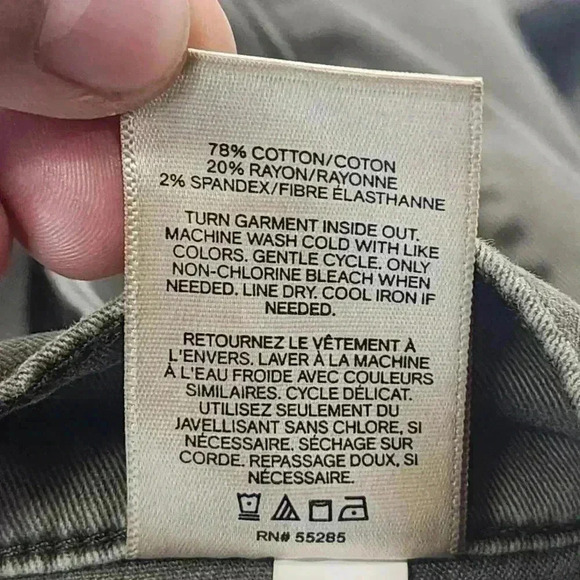 78% COTTON/COTON
20% RAYON/RAYONNE
2% SPANDEX/FIBRE ÉLASTHANNE
TURN GARMENT INSIDE OUT.
MACHINE WASH COLD WITH LIKE
COLORS. GENTLE CYCLE. ONLY
NON-CHLORINE BLEACH WHEN
NEEDED. LINE DRY. COOL IRON IF
NEEDED.
RETOURNEZ LE VÊTEMENT À
L'ENVERS. LAVER À LA MACHINE
À L'EAU FROIDE AVEC COULEURS
SIMILAIRES. CYCLE DÉLICAT.
UTILISEZ SEULEMENT DU
JAVELLISANT SANS CHLORE, SI
NÉCESSAIRE. SÉCHAGE SUR
CORDE. REPASSAGE DOUX, SI
NÉCESSAIRE.
RN# 55285